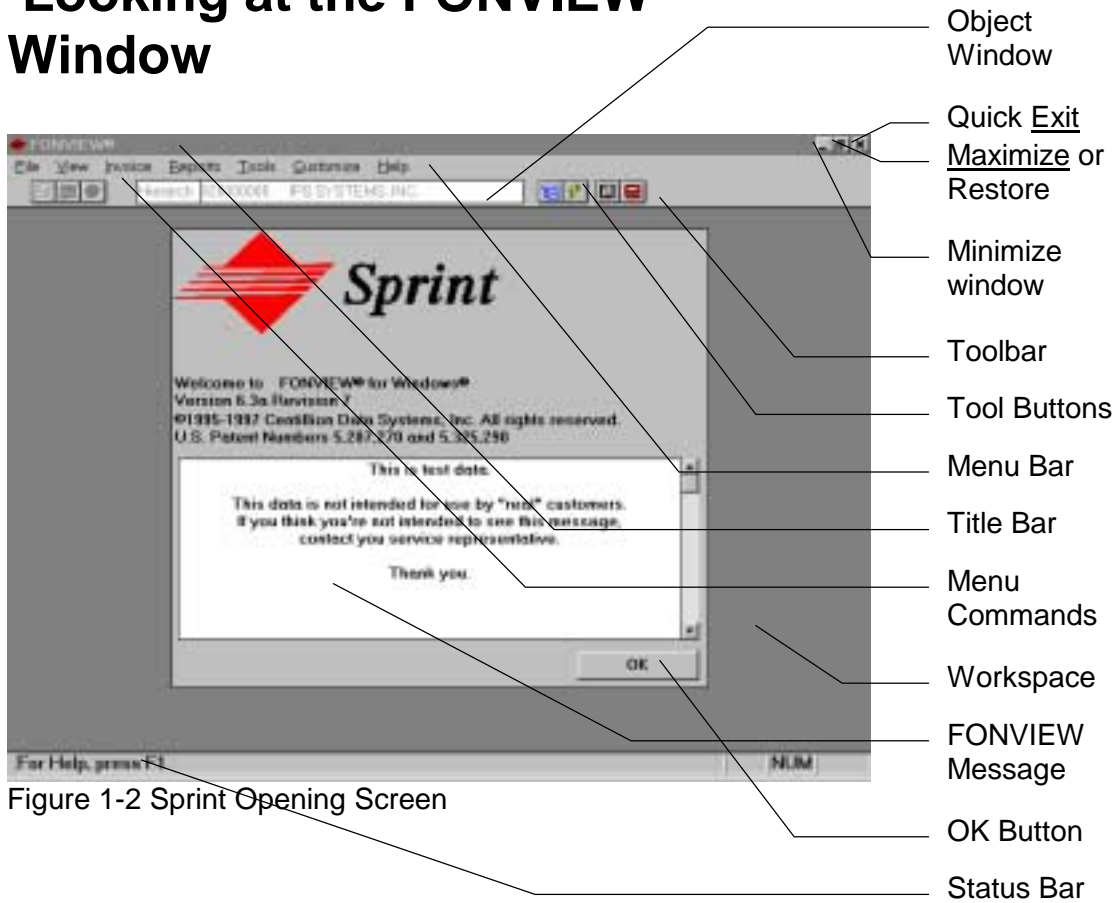 Looking at the FONVIEW
Window
Object
Window
Quick Exit
Maximize or
Restore
Minimize
window
Toolbar
Tool Buttons
Menu Bar
Title Bar
Menu
Commands
Workspace
FONVIEW
Message
OK Button
Status Bar
FONVIEW®
File View Invoice Reports Tools Customize Help
IPS SYSTEMS INC.
Sprint
Welcome to FONVIEW® for Windows®
Version 6.3a Revision 7
©1995-1997 Centillion Data Systems, Inc. All rights reserved.
U.S. Patent Numbers 5,287,270 and 5,325,290
This is test data.
This data is not intended for use by "real" customers.
If you think you're not intended to see this message,
contact you service representative.
Thank you.
OK
For Help, press F1
NUM
Figure 1-2 Sprint Opening Screen